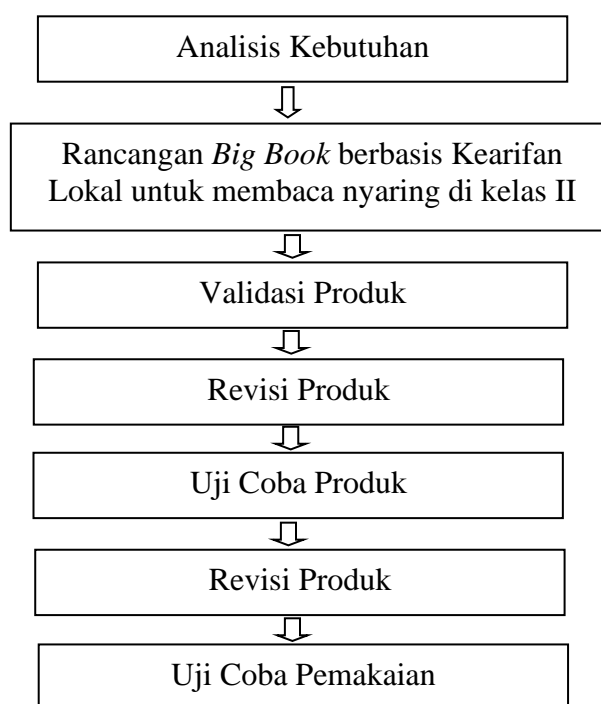 Analisis Kebutuhan
Rancangan Big Book berbasis Kearifan
Lokal untuk membaca nyaring di kelas II
Validasi Produk
Revisi Produk
Uji Coba Produk
Revisi Produk
Uji Coba Pemakaian